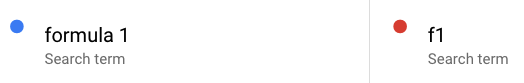 formula 1
Search term
f1
Search term